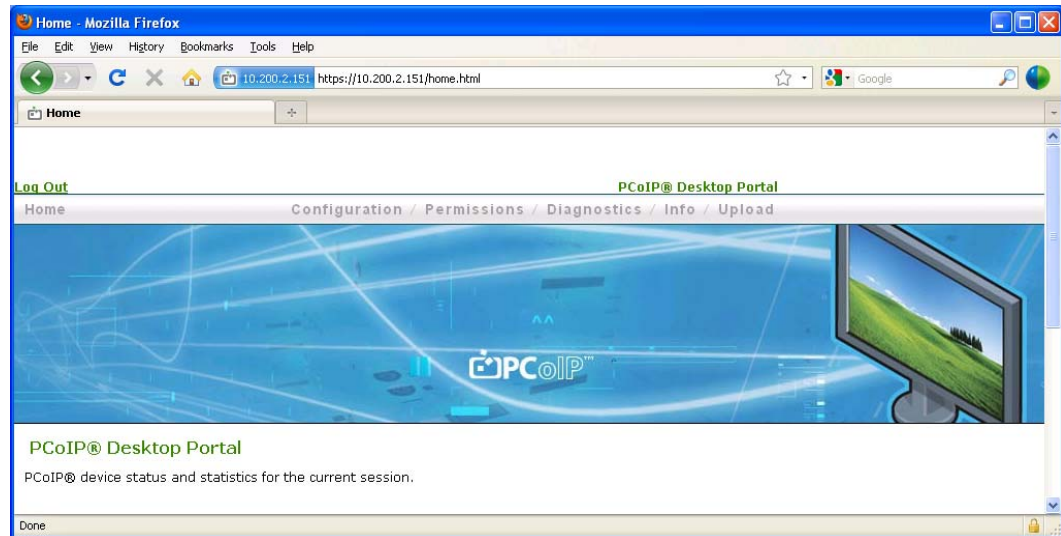 Home - Mozilla Firefox
File Edit View History Bookmarks Tools Help
10.200.2.151 https://10.200.2.151/home.html
Google
Home
Log Out PCoIP® Desktop Portal
Home Configuration / Permissions / Diagnostics / Info / Upload
PCoIP™
PCoIP® Desktop Portal
PCoIP® device status and statistics for the current session.
Done